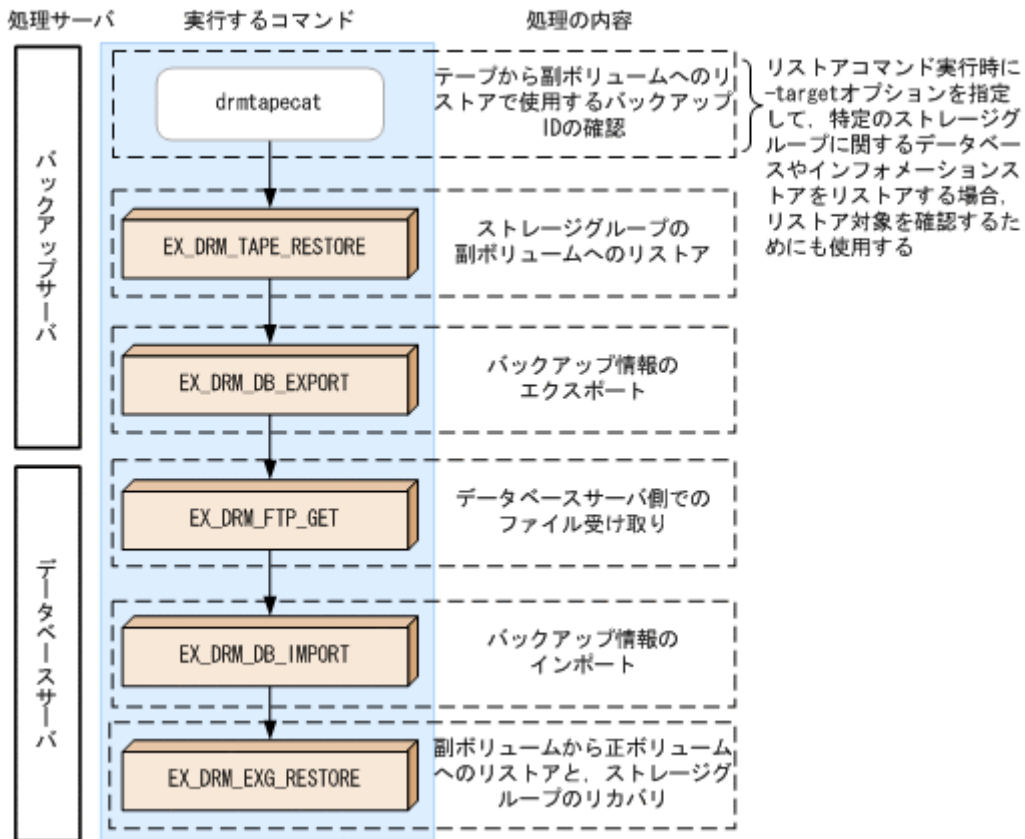 処理サーバ
実行するコマンド
処理の内容
バックアップサーバ
drmtapecat
テープから副ボリュームへのリ
ストアで使用するバックアップ
IDの確認
リストアコマンド実行時に
-targetオプションを指定
して，特定のストレージグ
ループに関するデータベー
スやインフォメーションス
トアをリストアする場合，
リストア対象を確認するた
めにも使用する
EX_DRM_TAPE_RESTORE
ストレージグループの
副ボリュームへのリストア
EX_DRM_DB_EXPORT
バックアップ情報の
エクスポート
データベースサーバ
EX_DRM_FTP_GET
データベースサーバ側での
ファイル受け取り
EX_DRM_DB_IMPORT
バックアップ情報の
インポート
EX_DRM_EXG_RESTORE
副ボリュームから正ボリューム
へのリストアと，ストレージグ
ループのリカバリ